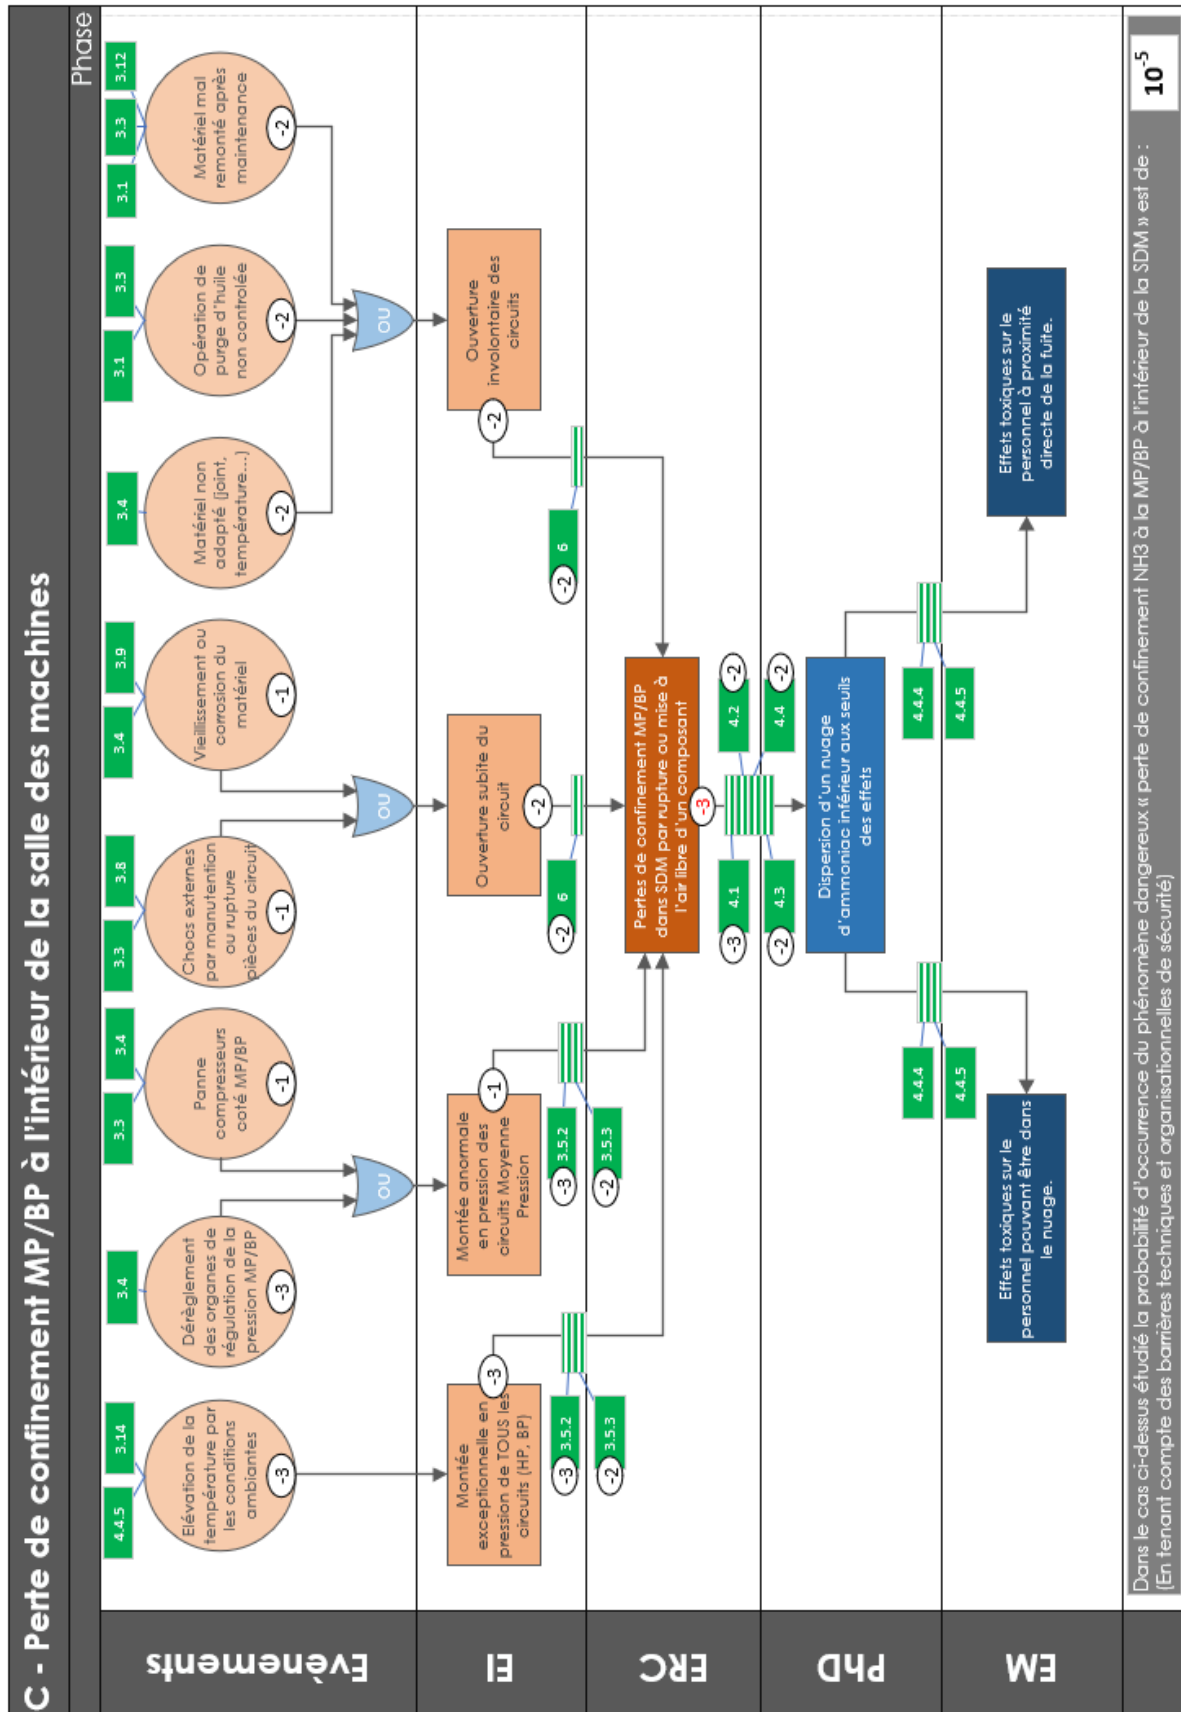 C - Perte de confinement MP/BP à l'intérieur de la salle des machines
Phase
Evènements
4.4.5
3.14
3.4
3.3
3.4
3.3
3.8
3.4
3.9
3.4
3.1
3.3
3.1
3.3
3.12
Elévation de la
température par
les conditions
ambiantes
-3
Dérèglement
des organes de
régulation de la
pression MP/BP
-3
Panne
compresseurs
coté MP/BP
-1
Chocs externes
par manutention
ou rupture
pièces du circuit
-1
Vieillissement ou
corrosion du
matériel
-1
Matériel non
adapté (joint,
température...)
-2
Opération de
purge d'huile
non controlée
-2
Matériel mal
remonté après
maintenance
-2
OU
OU
OU
EI
Montée
exceptionnelle en
pression de TOUS les
circuits (HP, BP)
-3
Montée anormale
en pression des
circuits Moyenne
Pression
-1
Ouverture subite du
circuit
-2
Ouverture
involontaire des
circuits
-2
-3
3.5.2
-2
3.5.3
-3
3.5.2
-2
3.5.3
-2
6
-2
6
ERC
Pertes de confinement MP/BP
dans SDM par rupture ou mise à
l'air libre d'un composant
-3
-3
4.1
4.2
-2
-2
4.3
4.4
-2
PhD
Dispersion d'un nuage
d'ammoniac inférieur aux seuils
des effets
4.4.4
4.4.5
4.4.4
4.4.5
EM
Effets toxiques sur le
personnel pouvant être dans
le nuage.
Effets toxiques sur le
personnel à proximité
directe de la fuite.
Dans le cas ci-dessus étudié la probabilité d'occurrence du phénomène dangereux « perte de confinement NH3 à la MP/BP à l'intérieur de la SDM » est de :
(En tenant compte des barrières techniques et organisationnelles de sécurité)
10-5